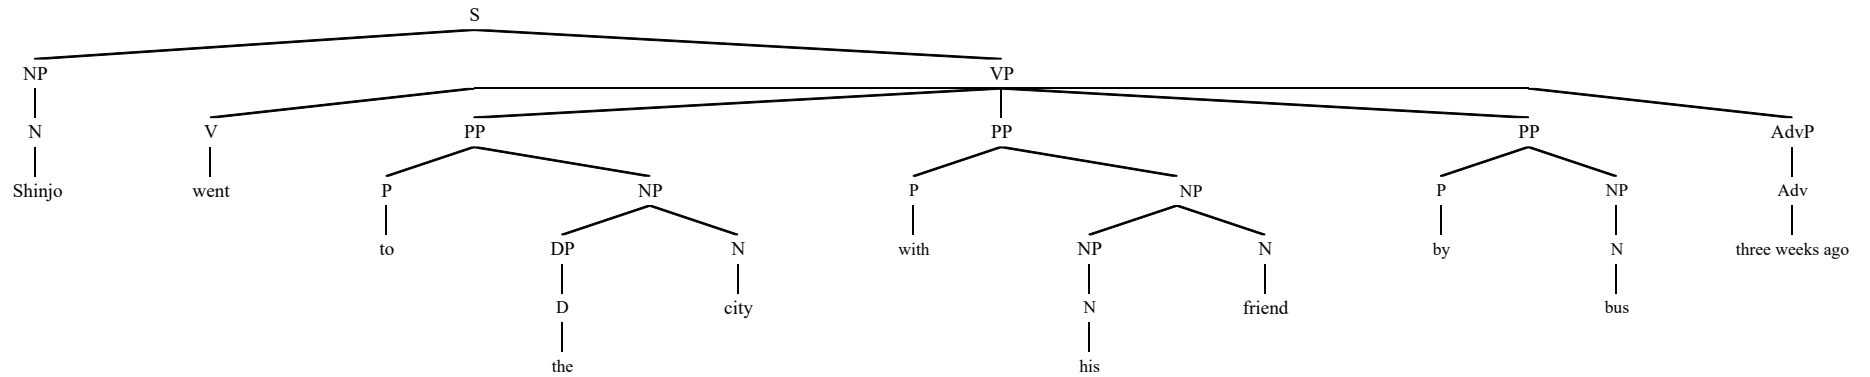 S
NP VP
N V PP PP PP AdvP
Shinjo went P NP P NP P NP Adv
to DP N with NP N by N three weeks ago
D city N friend bus
the his